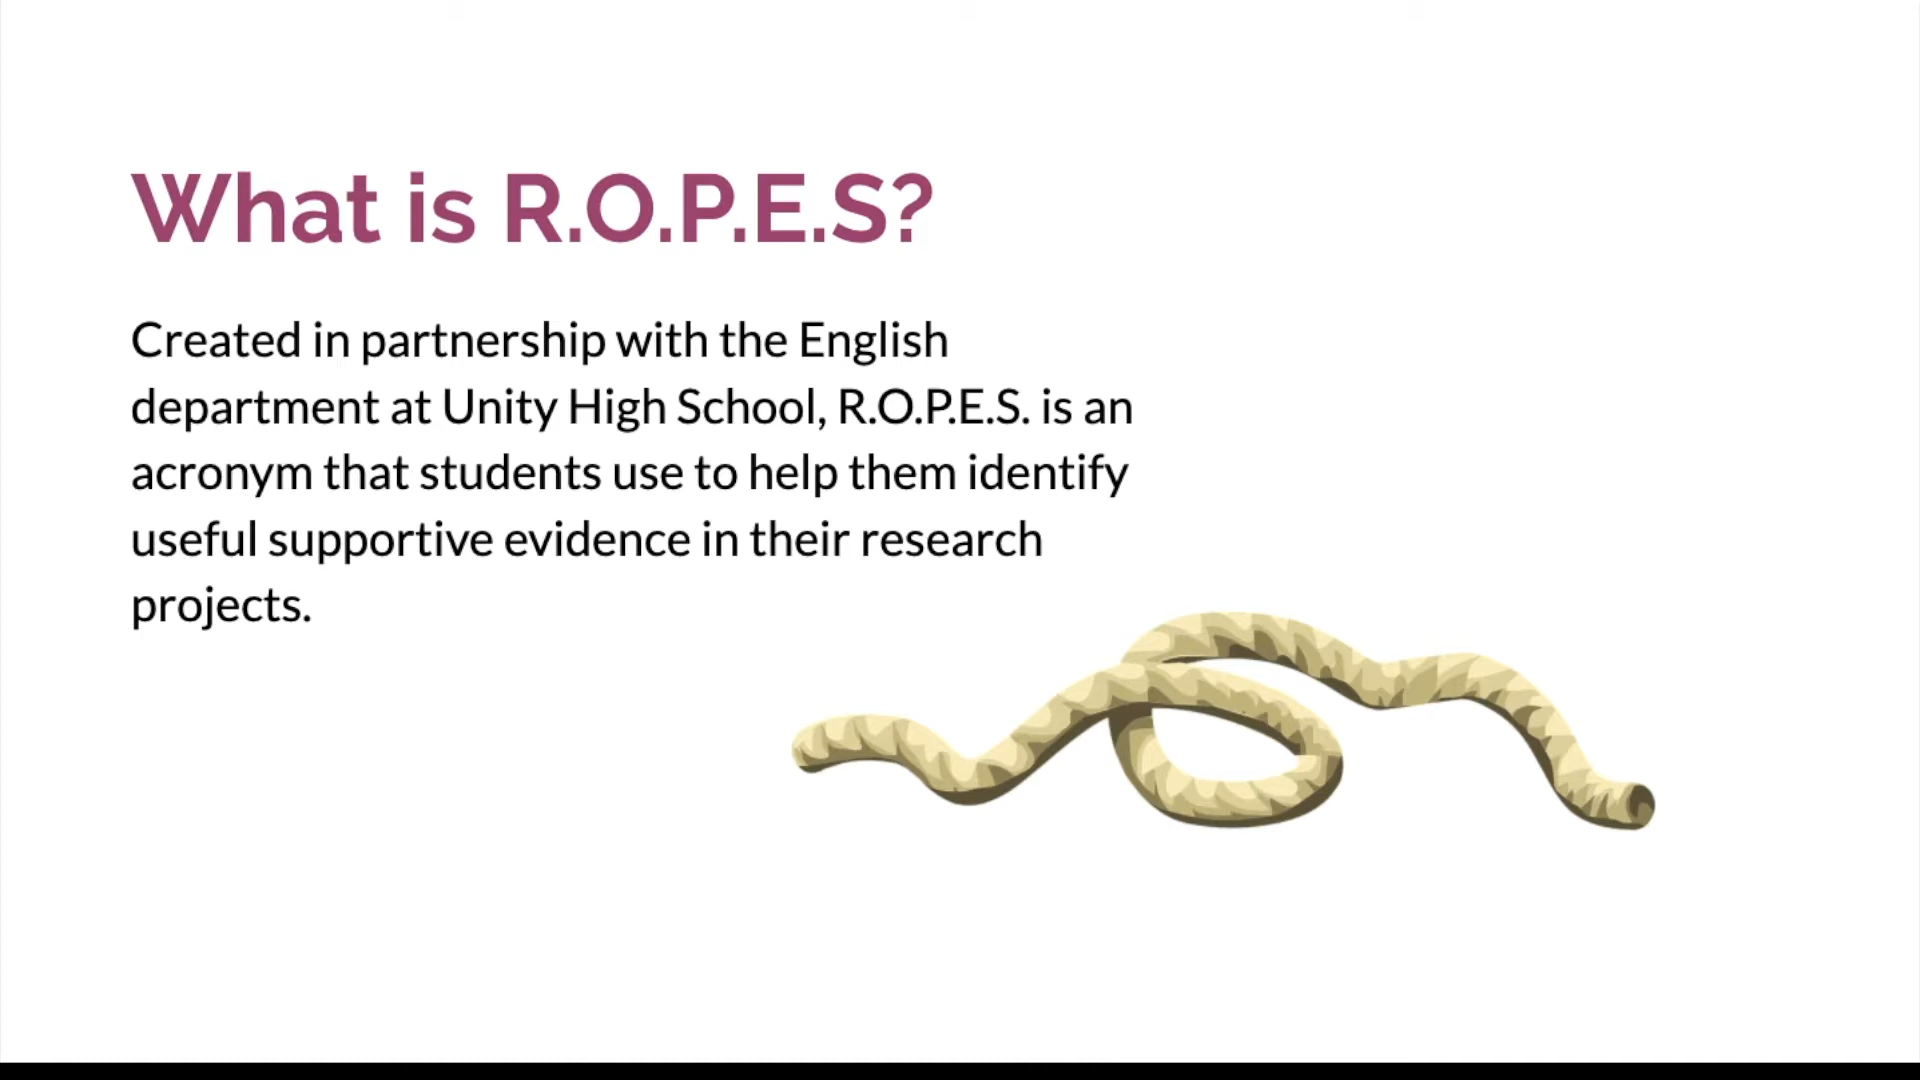 What is R.O.P.E.S?
Created in partnership with the English
department at Unity High School, R.O.P.E.S. is an
acronym that students use to help them identify
useful supportive evidence in their research
projects.